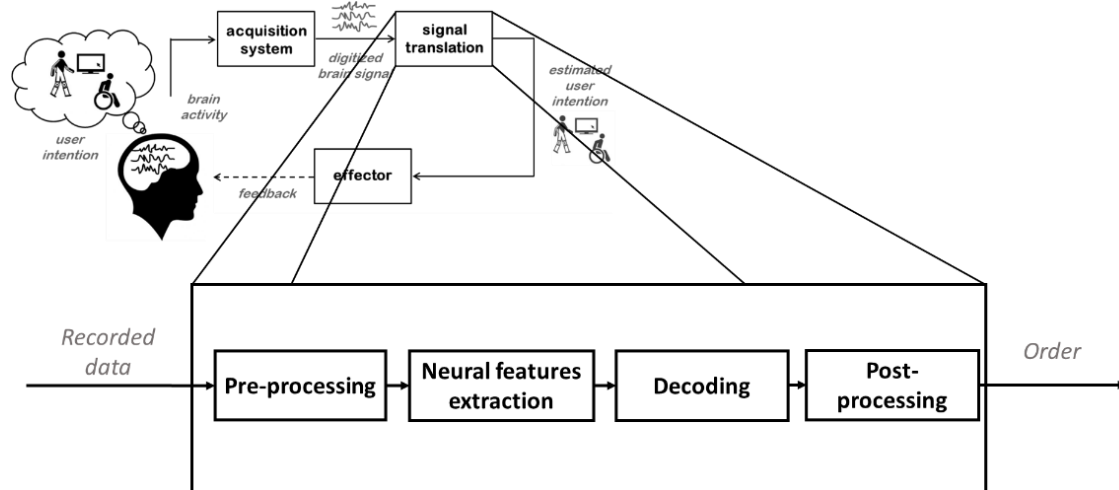 acquisition
system
signal
translation
digitized
brain signal
estimated
user
intention
brain
activity
user
intention
effector
feedback
Recorded
data
Pre-processing
Neural features
extraction
Decoding
Post-
processing
Order